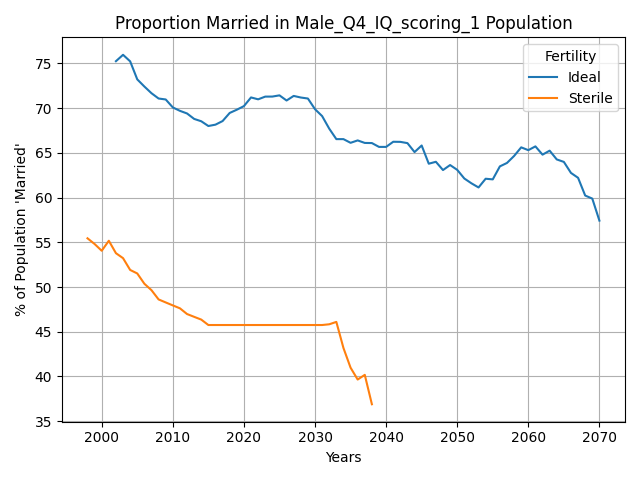 Proportion Married in Male_Q4_IQ_scoring_1 Population
Fertility
Ideal
Sterile
% of Population 'Married'
75
70
65
60
55
50
45
40
35
2000
2010
2020
2030
2040
2050
2060
2070
Years